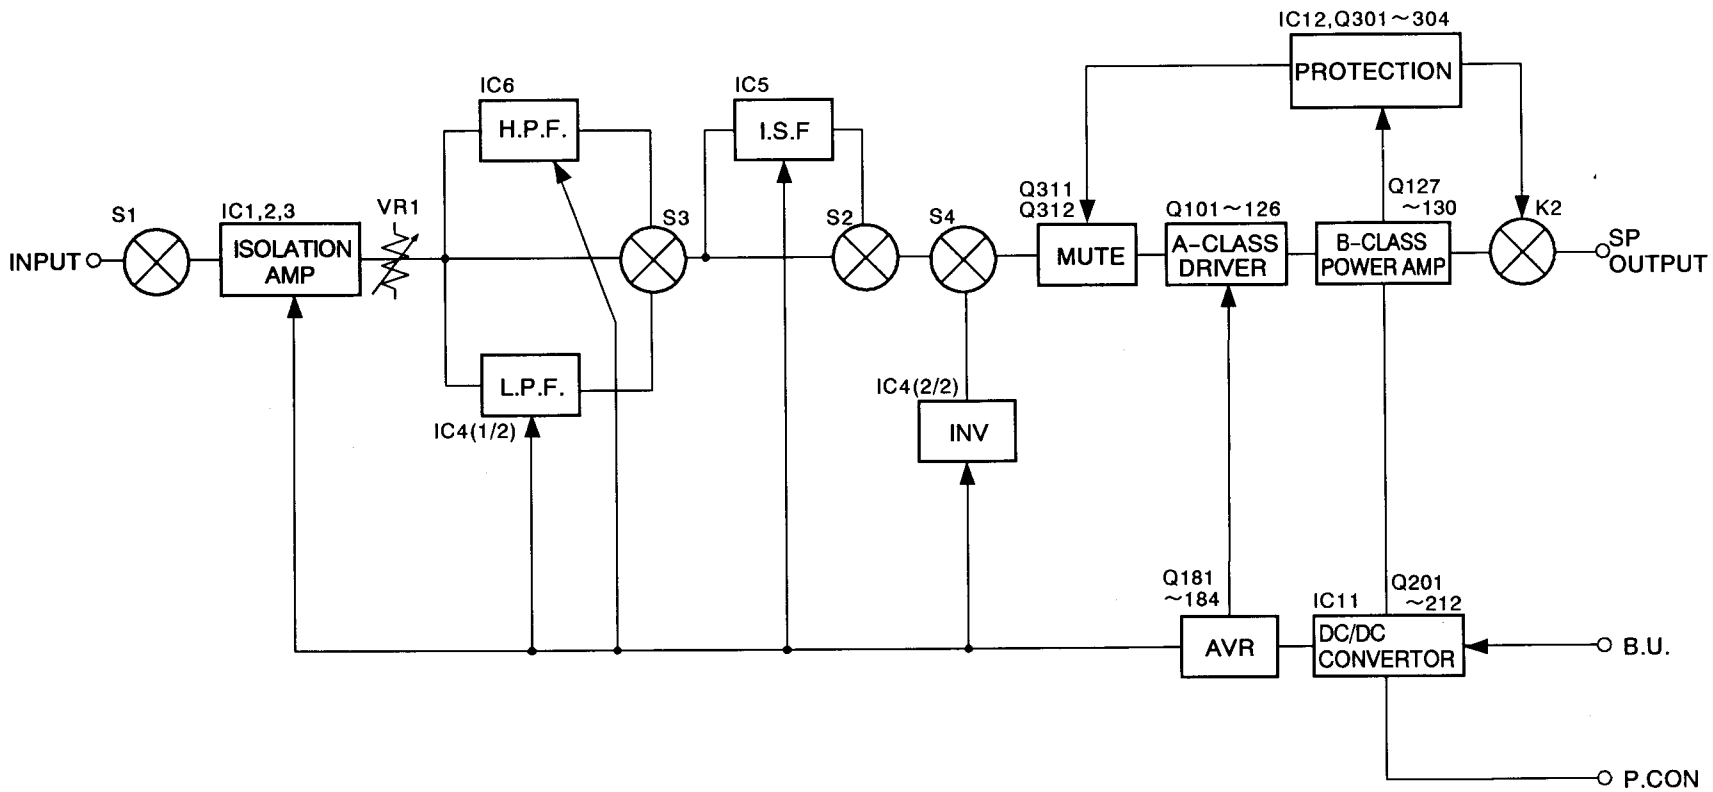 IC12,Q301~304
PROTECTION
IC6
H.P.F.
IC5
I.S.F
S1
IC1,2,3
VR1
S3
S2
S4
Q311
Q312
Q101~126
Q127
~130
K2
INPUT
ISOLATION
AMP
MUTE
A-CLASS
DRIVER
B-CLASS
POWER AMP
SP
OUTPUT
L.P.F.
IC4(1/2)
IC4(2/2)
INV
Q181
~184
AVR
IC11
Q201
~212
DC/DC
CONVERTOR
B.U.
P.CON